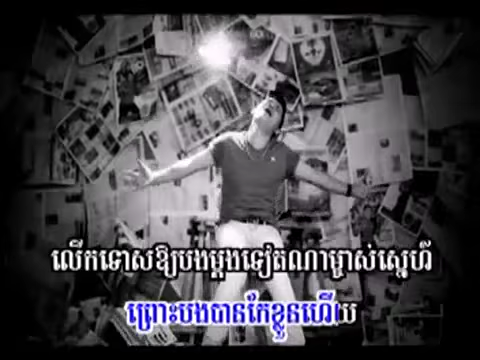 លើកទោសឱ្យបងម្តងទៀតណាម្ចាស់ស្នេហ៍
ព្រោះបងបានកែខ្លួនហើយ